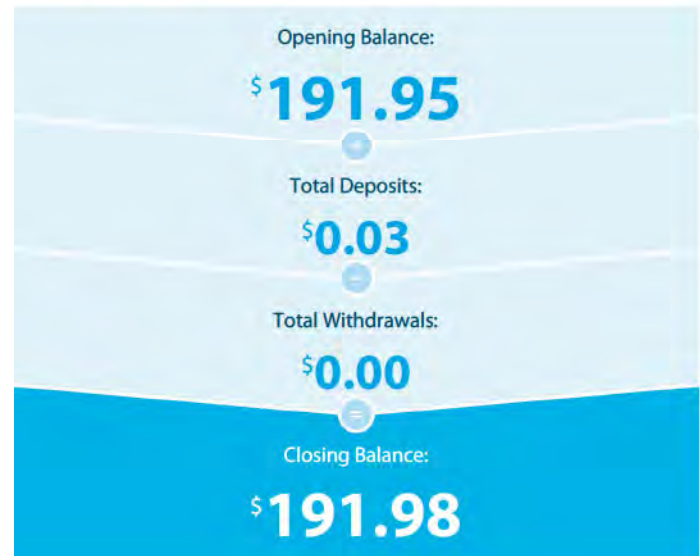 Opening Balance:
$191.95
+
Total Deposits:
$0.03
−
Total Withdrawals:
$0.00
=
Closing Balance:
$191.98